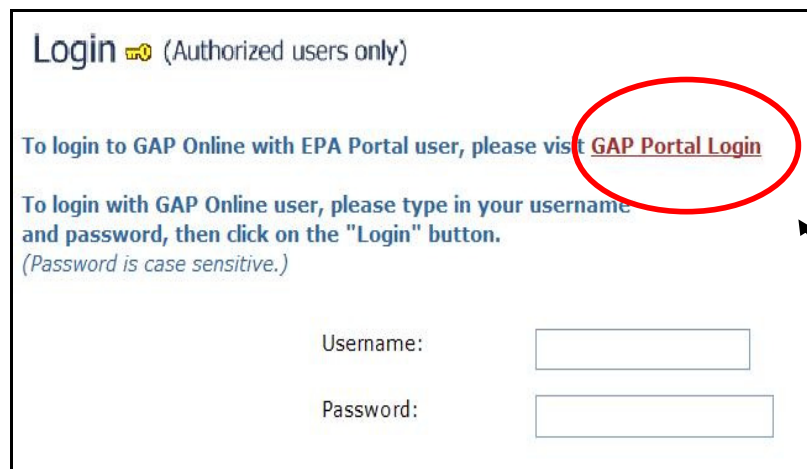 Login (Authorized users only)
To login to GAP Online with EPA Portal user, please visit GAP Portal Login
To login with GAP Online user, please type in your username
and password, then click on the "Login" button.
(Password is case sensitive.)
Username:
Password: